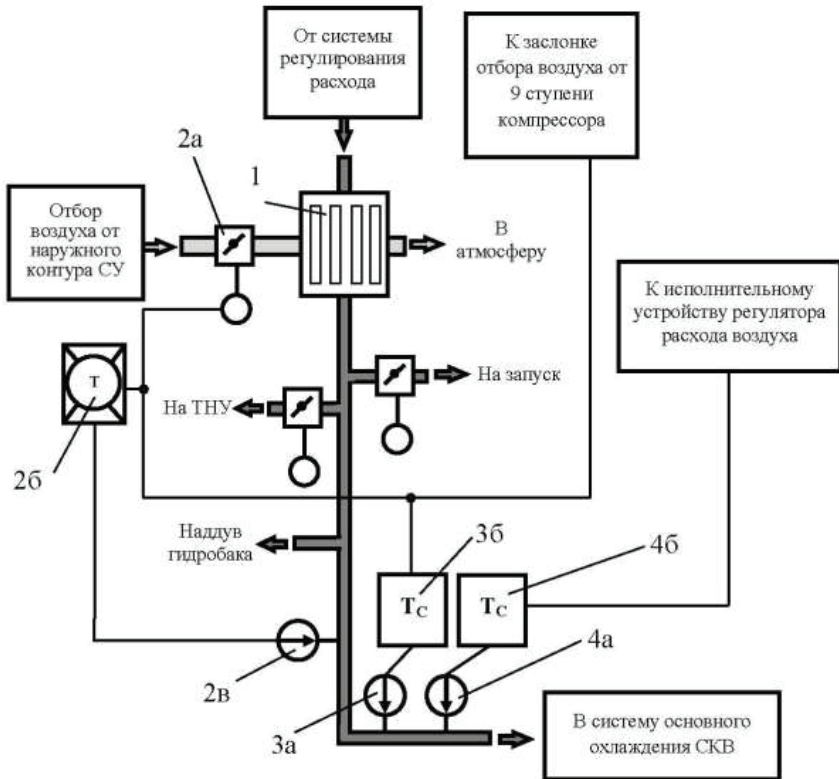 От системы
регулирования
расхода
К заслонке
отбора воздуха от
9 ступени
компрессора
2а
1
Отбор
воздуха от
наружного
контура СУ
В
атмосферу
К исполнительному
устройству регулятора
расхода воздуха
Т
На запуск
На ТНУ
2б
Наддув
гидробака
3б
4б
ТС
ТС
2в
3а
4а
В систему основного
охлаждения СКВ